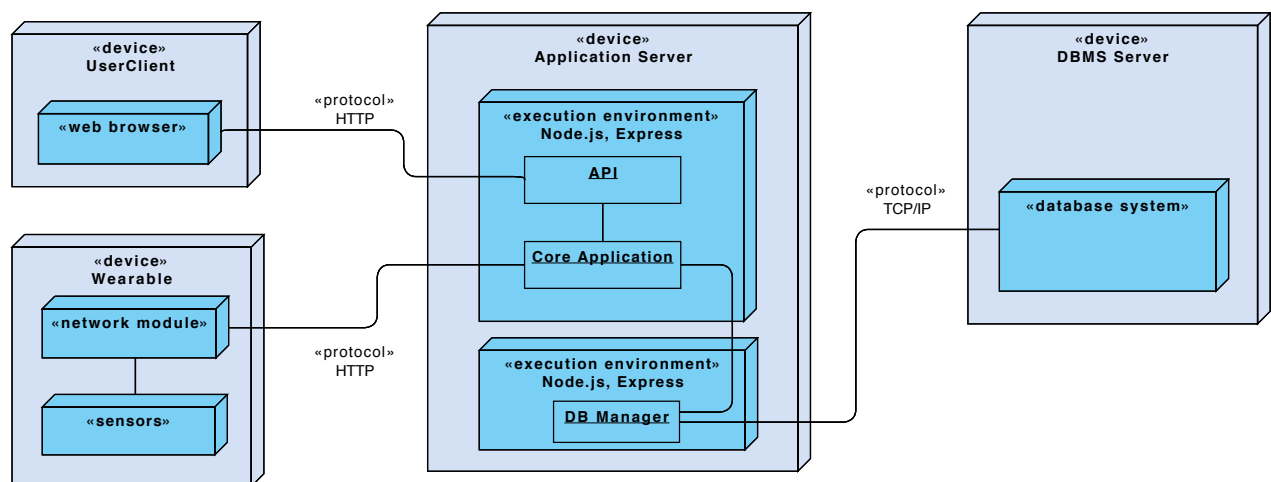 «device»
UserClient
«web browser»
«protocol»
HTTP
«device»
Wearable
«network module»
«sensors»
«protocol»
HTTP
«device»
Application Server
«execution environment»
Node.js, Express
API
Core Application
«execution environment»
Node.js, Express
DB Manager
«protocol»
TCP/IP
«device»
DBMS Server
«database system»